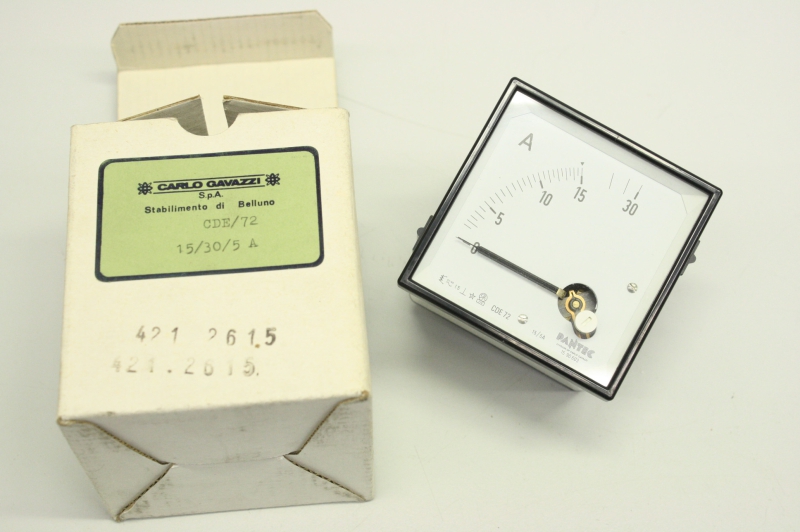 CARLO GAVAZZI
S.p.A.
Stabilimento di Belluno
CDE/72
15/30/5 A
421 261.5
421.2615.
A
0 5 10 15 30
CDE 72
PANTEC